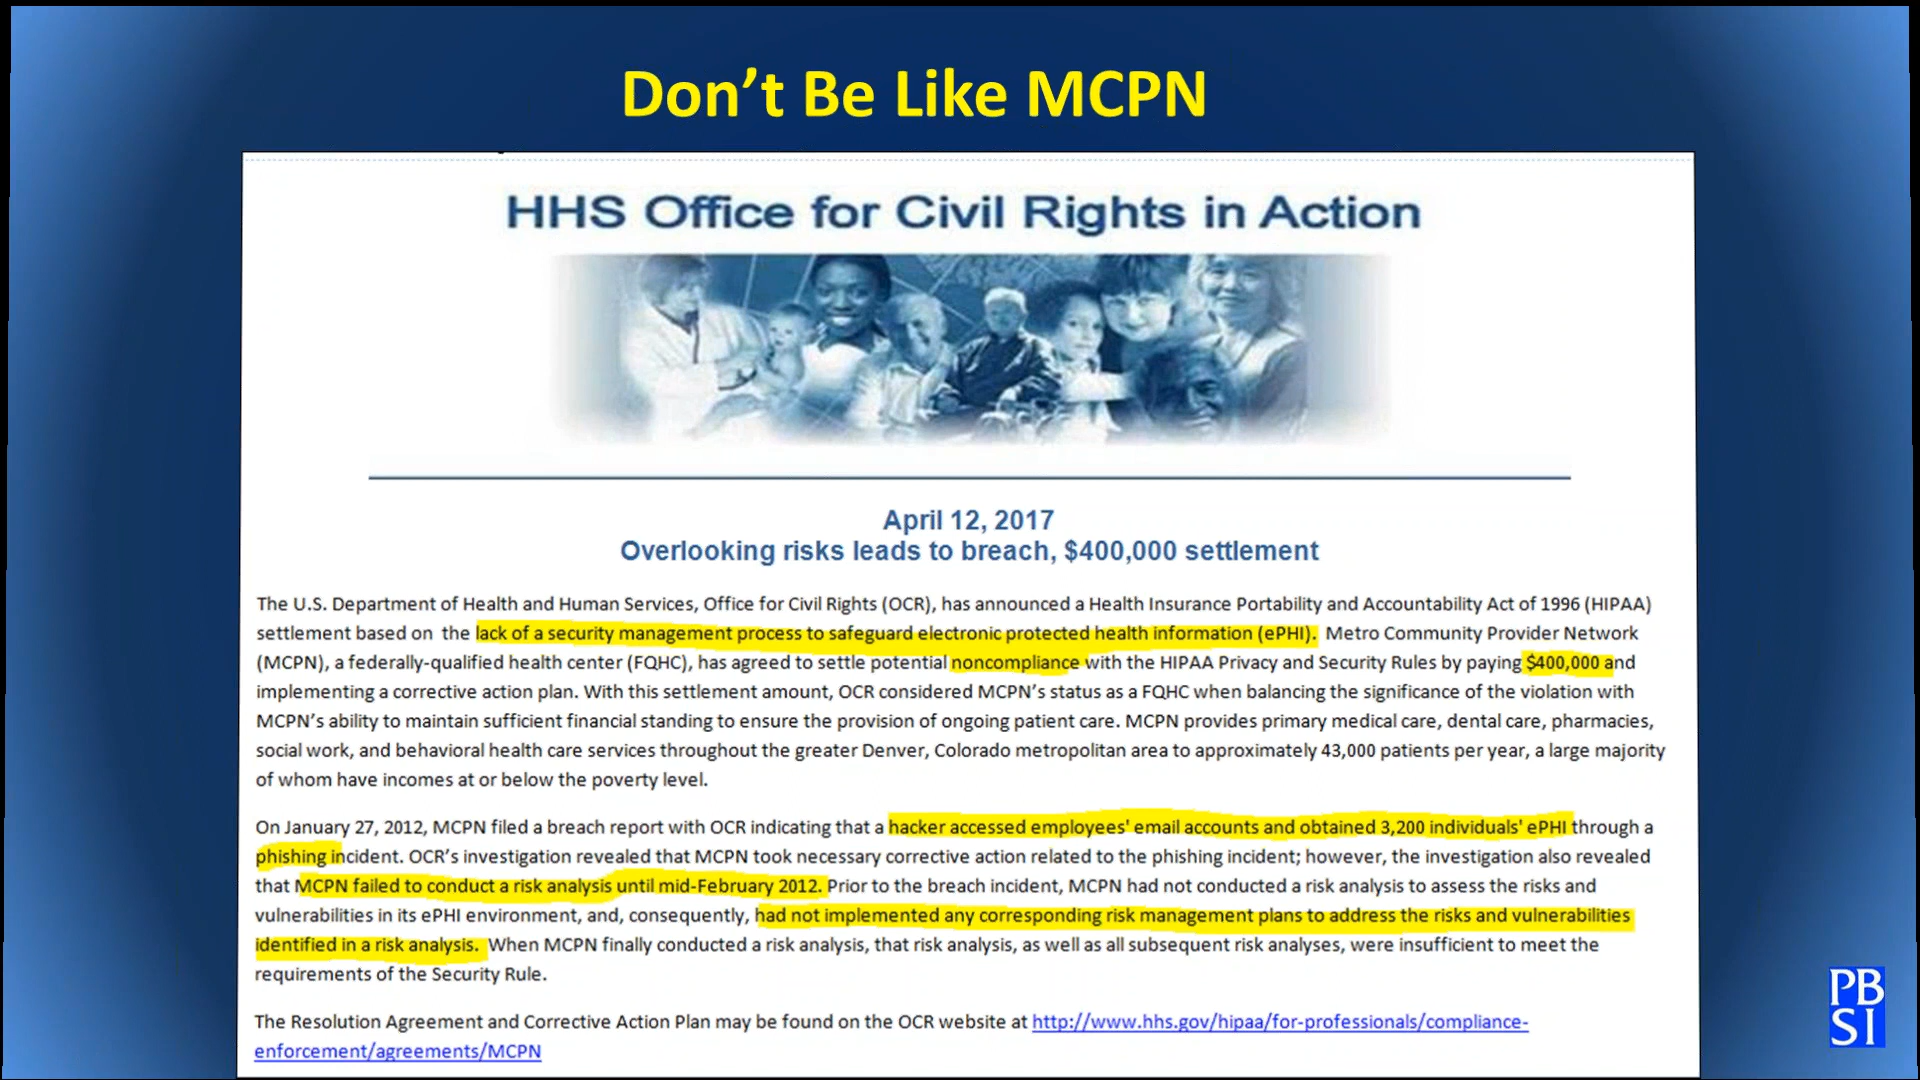 Don’t Be Like MCPN
HHS Office for Civil Rights in Action
April 12, 2017
Overlooking risks leads to breach, $400,000 settlement
The U.S. Department of Health and Human Services, Office for Civil Rights (OCR), has announced a Health Insurance Portability and Accountability Act of 1996 (HIPAA)
settlement based on the lack of a security management process to safeguard electronic protected health information (ePHI). Metro Community Provider Network
(MCPN), a federally-qualified health center (FQHC), has agreed to settle potential noncompliance with the HIPAA Privacy and Security Rules by paying $400,000 and
implementing a corrective action plan. With this settlement amount, OCR considered MCPN’s status as a FQHC when balancing the significance of the violation with
MCPN’s ability to maintain sufficient financial standing to ensure the provision of ongoing patient care. MCPN provides primary medical care, dental care, pharmacies,
social work, and behavioral health care services throughout the greater Denver, Colorado metropolitan area to approximately 43,000 patients per year, a large majority
of whom have incomes at or below the poverty level.
On January 27, 2012, MCPN filed a breach report with OCR indicating that a hacker accessed employees' email accounts and obtained 3,200 individuals' ePHI through a
phishing incident. OCR’s investigation revealed that MCPN took necessary corrective action related to the phishing incident; however, the investigation also revealed
that MCPN failed to conduct a risk analysis until mid-February 2012. Prior to the breach incident, MCPN had not conducted a risk analysis to assess the risks and
vulnerabilities in its ePHI environment, and, consequently, had not implemented any corresponding risk management plans to address the risks and vulnerabilities
identified in a risk analysis. When MCPN finally conducted a risk analysis, that risk analysis, as well as all subsequent risk analyses, were insufficient to meet the
requirements of the Security Rule.
The Resolution Agreement and Corrective Action Plan may be found on the OCR website at http://www.hhs.gov/hipaa/for-professionals/compliance-
enforcement/agreements/MCPN
PB
SI